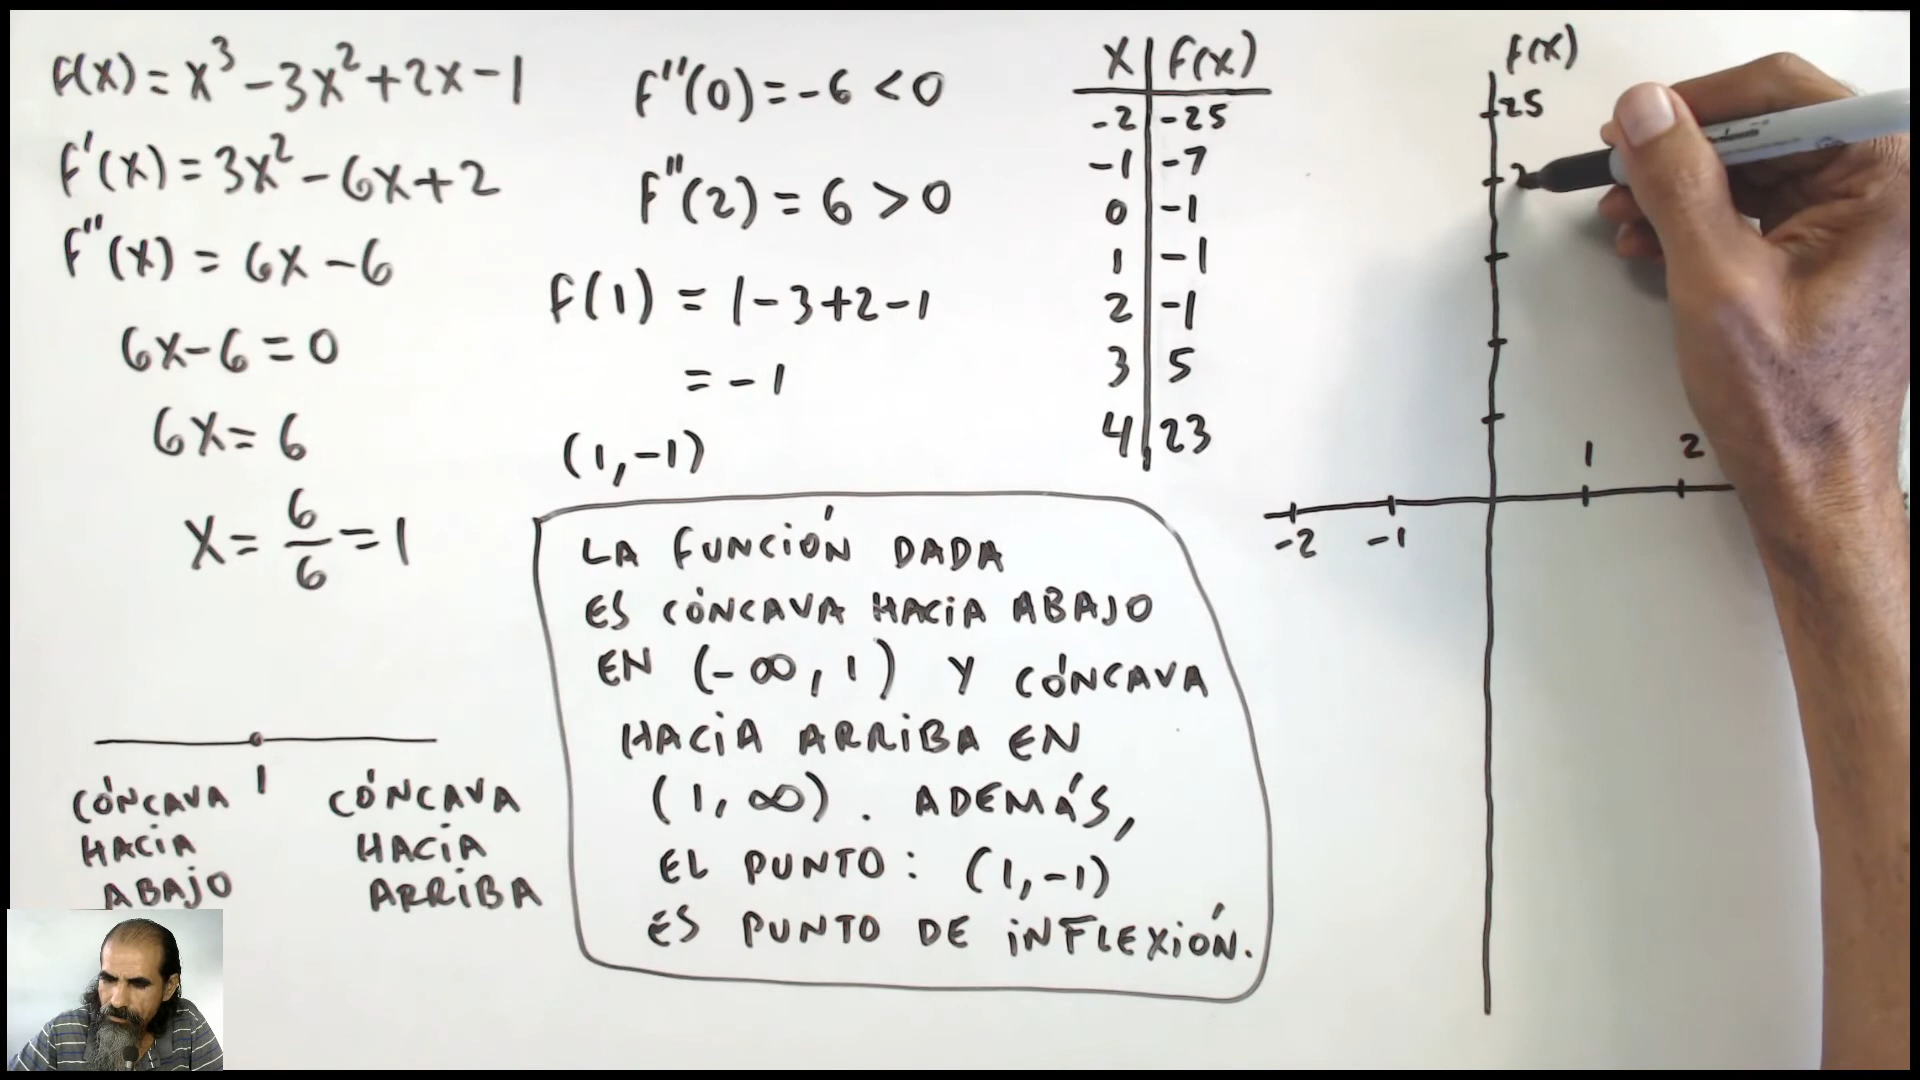 f(x) = x³ - 3x² + 2x - 1
f'(x) = 3x² - 6x + 2
f''(x) = 6x - 6
6x - 6 = 0
6x = 6
x = 6/6 = 1
1
CÓNCAVA
HACIA
ABAJO
CÓNCAVA
HACIA
ARRIBA
f''(0) = -6 < 0
f''(2) = 6 > 0
f(1) = 1 - 3 + 2 - 1
= -1
(1, -1)
LA FUNCIÓN DADA
ES CÓNCAVA HACIA ABAJO
EN (-∞, 1) Y CÓNCAVA
HACIA ARRIBA EN
(1, ∞). ADEMÁS,
EL PUNTO: (1, -1)
ES PUNTO DE INFLEXIÓN.
x | f(x)
-2 | -25
-1 | -7
0 | -1
1 | -1
2 | -1
3 | 5
4 | 23
f(x)
25
1 2
-2 -1